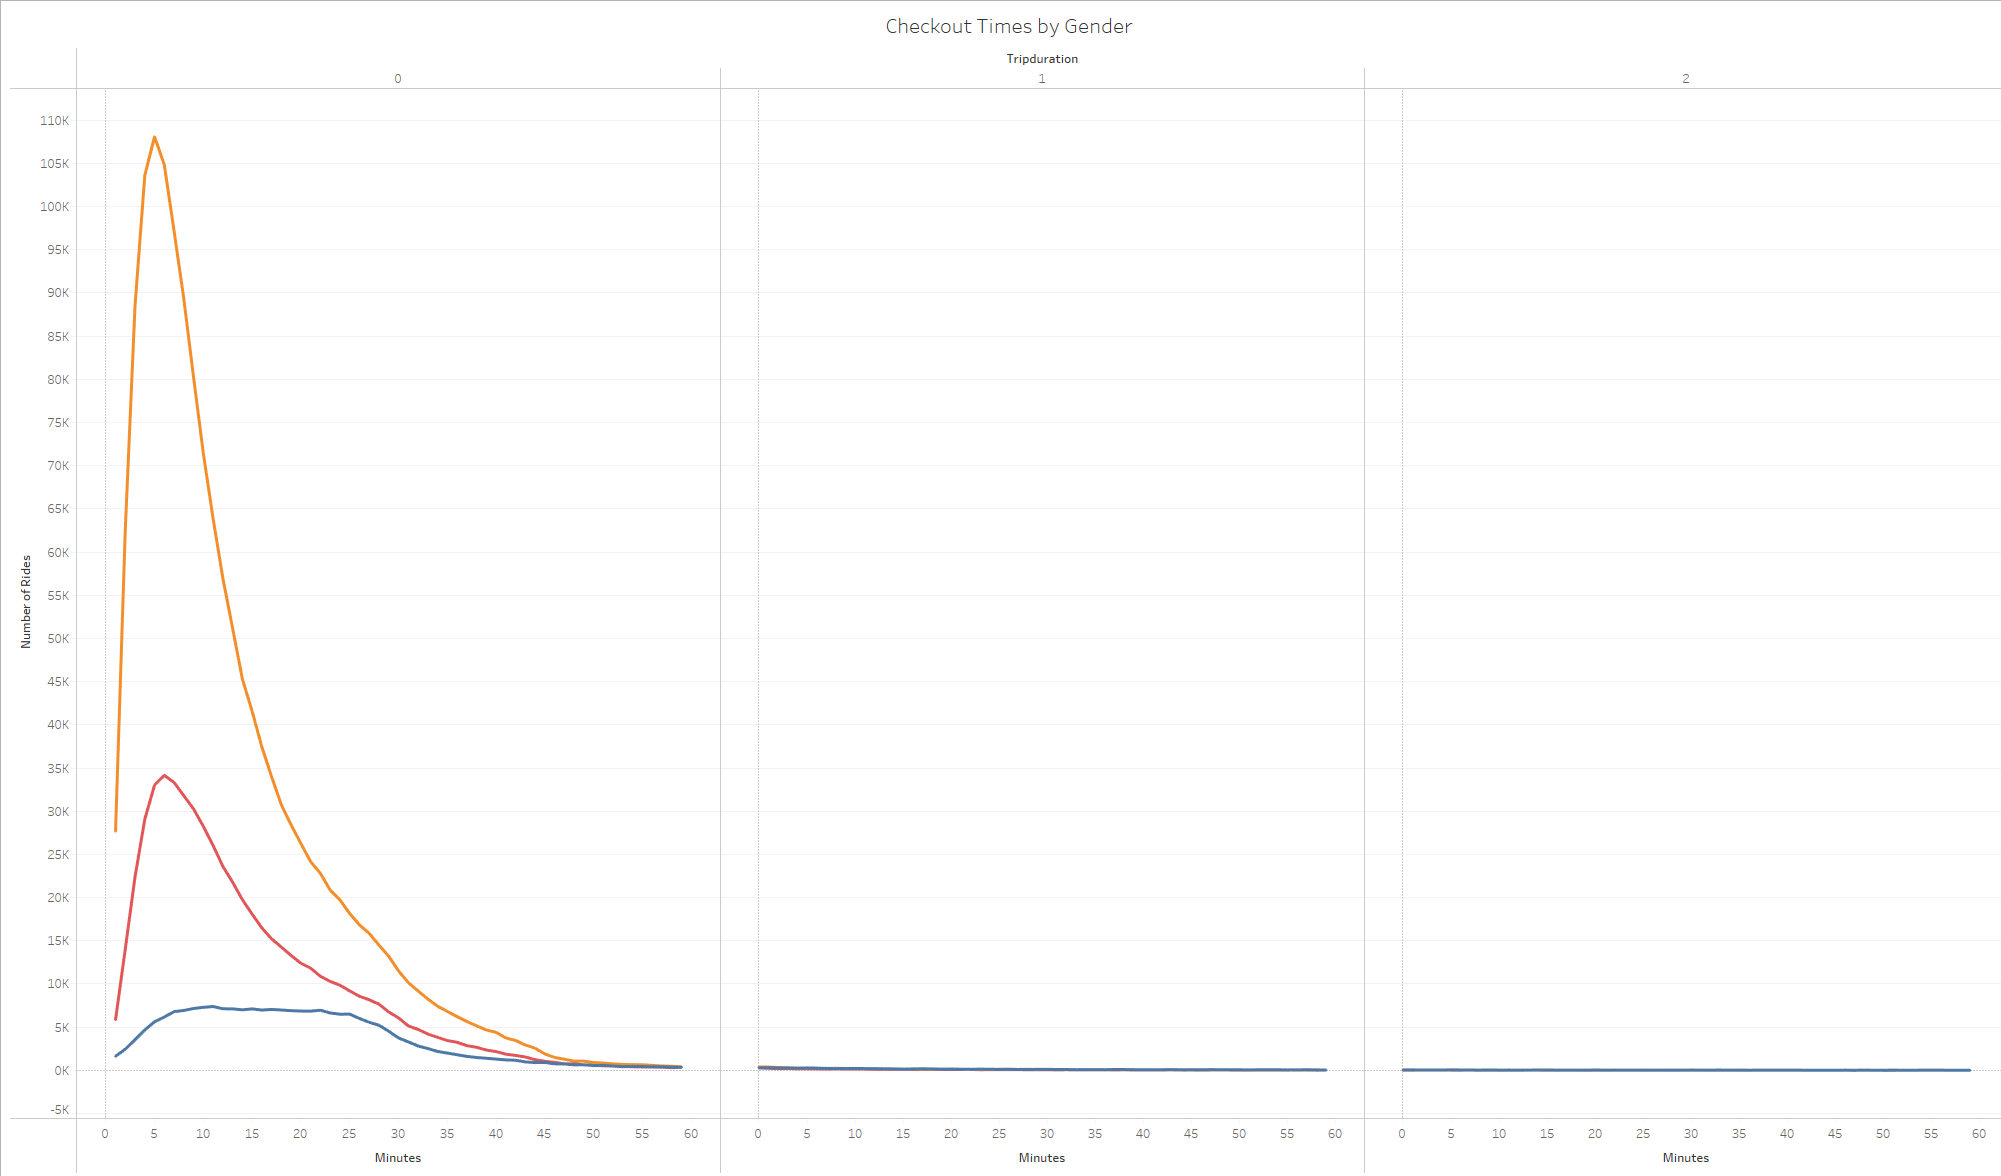 Checkout Times by Gender
Tripduration
0 1 2
110K
105K
100K
95K
90K
85K
80K
75K
70K
65K
60K
55K
50K
45K
40K
35K
30K
25K
20K
15K
10K
5K
0K
-5K
Number of Rides
0 5 10 15 20 25 30 35 40 45 50 55 60 0 5 10 15 20 25 30 35 40 45 50 55 60 0 5 10 15 20 25 30 35 40 45 50 55 60
Minutes Minutes Minutes